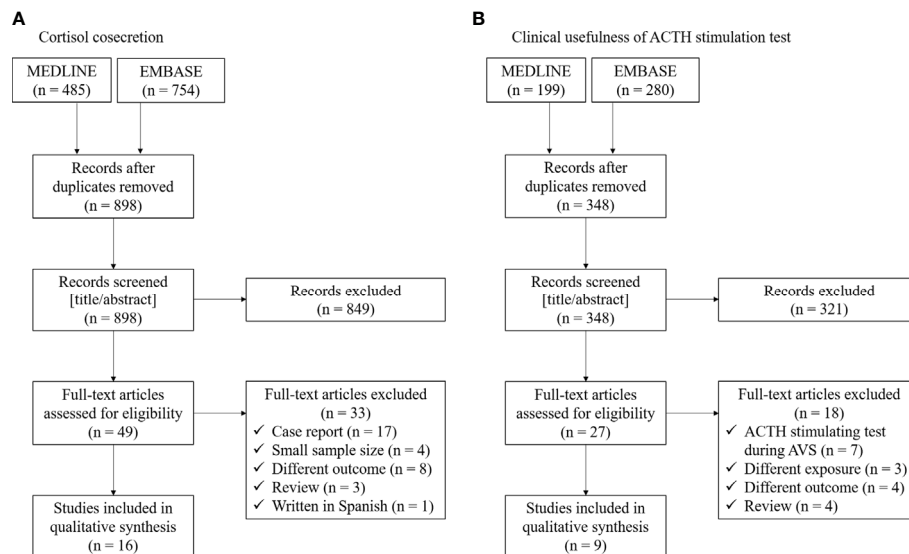 A
Cortisol cosecretion
MEDLINE
(n = 485)
EMBASE
(n = 754)
Records after
duplicates removed
(n = 898)
Records screened
[title/abstract]
(n = 898)
Records excluded
(n = 849)
Full-text articles
assessed for eligibility
(n = 49)
Full-text articles excluded
(n = 33)
✓ Case report (n = 17)
✓ Small sample size (n = 4)
✓ Different outcome (n = 8)
✓ Review (n = 3)
✓ Written in Spanish (n = 1)
Studies included in
qualitative synthesis
(n = 16)
B
Clinical usefulness of ACTH stimulation test
MEDLINE
(n = 199)
EMBASE
(n = 280)
Records after
duplicates removed
(n = 348)
Records screened
[title/abstract]
(n = 348)
Records excluded
(n = 321)
Full-text articles
assessed for eligibility
(n = 27)
Full-text articles excluded
(n = 18)
✓ ACTH stimulating test
during AVS (n = 7)
✓ Different exposure (n = 3)
✓ Different outcome (n = 4)
✓ Review (n = 4)
Studies included in
qualitative synthesis
(n = 9)